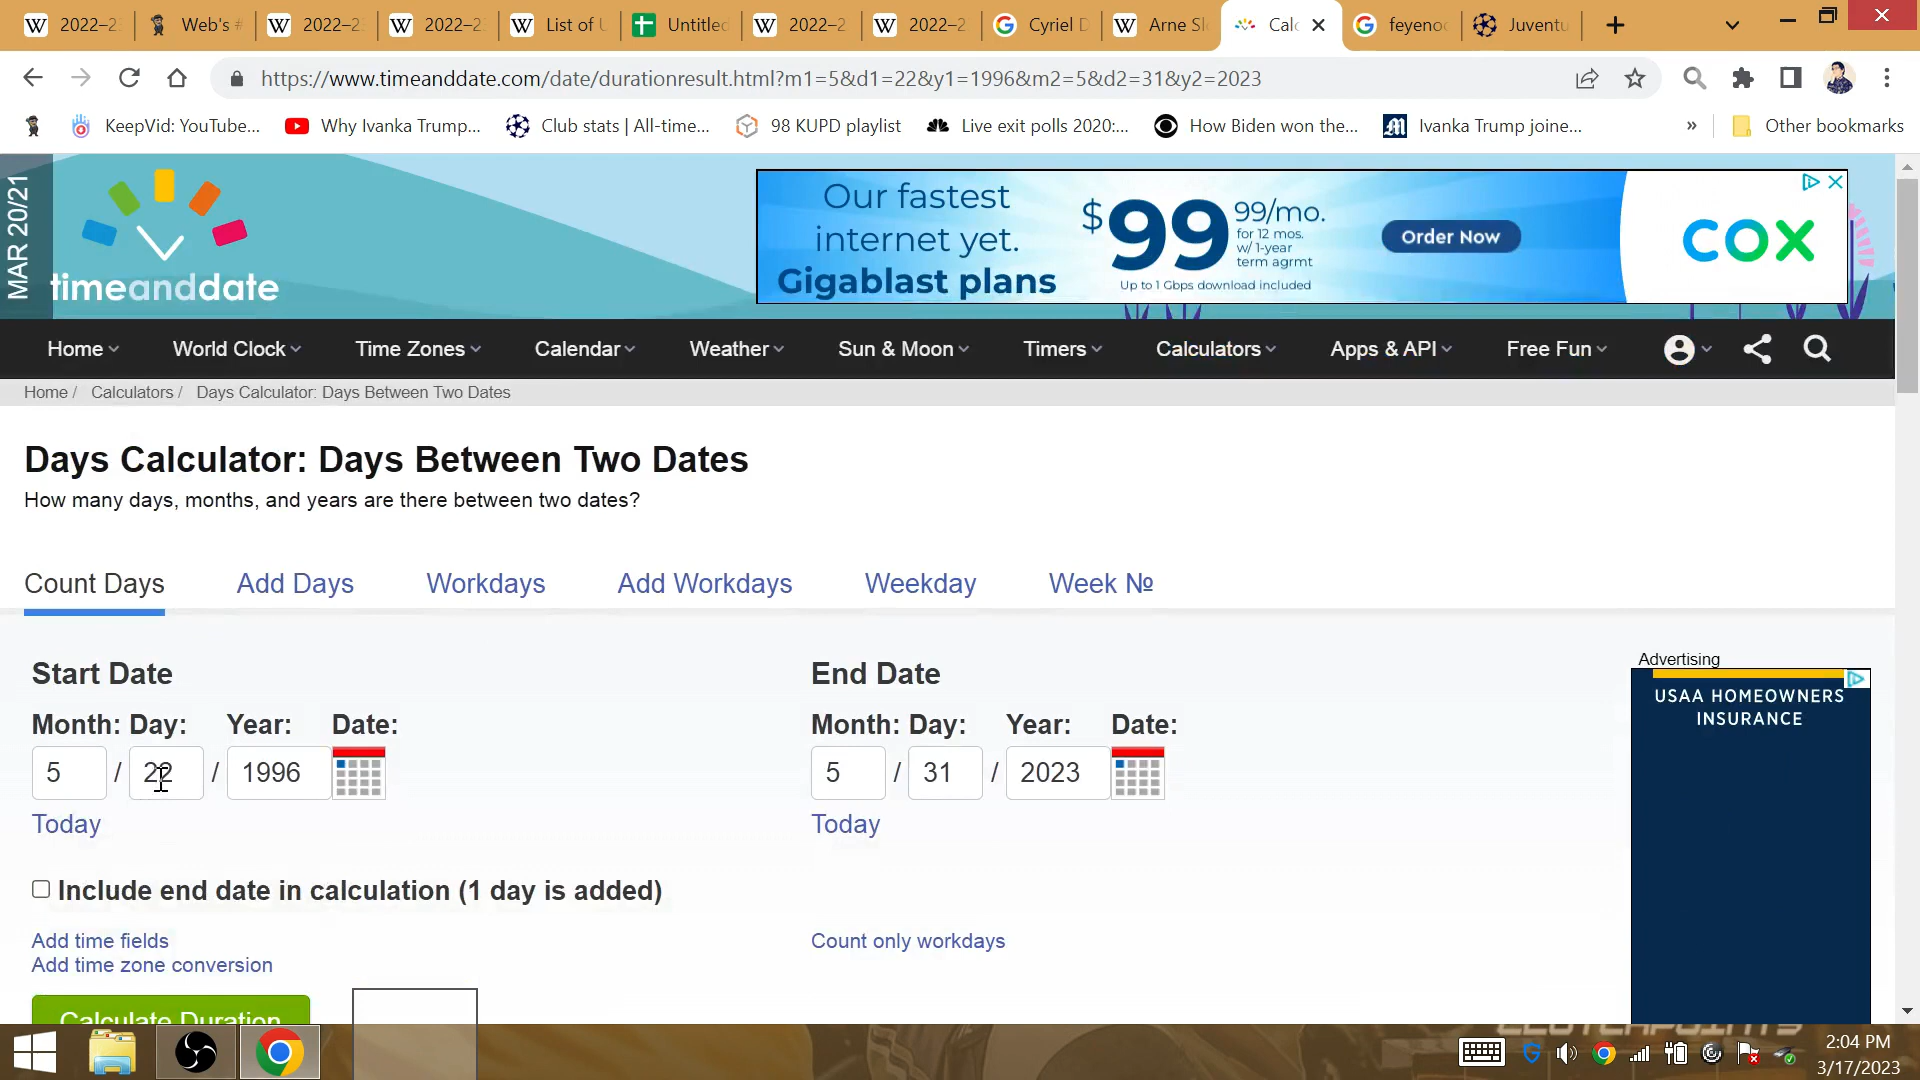 2022–2
Web's #
2022–2
2022–2
List of U
Untitled
2022–2
2022–2
Cyriel D
Arne Slo
Calc
feyenoo
Juventu
https://www.timeanddate.com/date/durationresult.html?m1=5&d1=22&y1=1996&m2=5&d2=31&y2=2023
KeepVid: YouTube...
Why Ivanka Trump...
Club stats | All-time...
98 KUPD playlist
Live exit polls 2020:...
How Biden won the...
Ivanka Trump joine...
»
Other bookmarks
MAR 20/21
timeanddate
Our fastest
internet yet.
Gigablast plans
$99 99/mo.
for 12 mos.
w/ 1-year
term agrmt
Up to 1 Gbps download included
Order Now
COX
Home
World Clock
Time Zones
Calendar
Weather
Sun & Moon
Timers
Calculators
Apps & API
Free Fun
Home / Calculators / Days Calculator: Days Between Two Dates
Days Calculator: Days Between Two Dates
How many days, months, and years are there between two dates?
Count Days
Add Days
Workdays
Add Workdays
Weekday
Week №
Start Date
Month: Day: Year: Date:
5 / 22 / 1996
Today
End Date
Month: Day: Year: Date:
5 / 31 / 2023
Today
Advertising
USAA HOMEOWNERS
INSURANCE
Include end date in calculation (1 day is added)
Add time fields
Add time zone conversion
Count only workdays
Calculate Duration
CLUTCHPOINTS
2:04 PM
3/17/2023